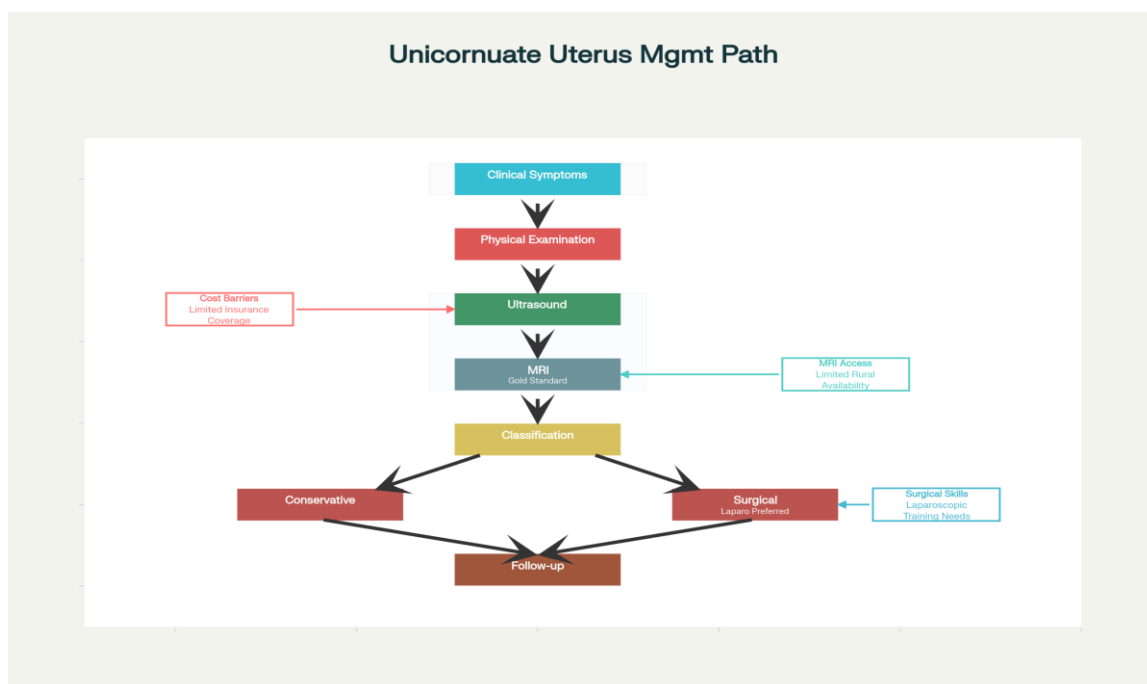 Unicornuate Uterus Mgmt Path
Clinical Symptoms
Physical Examination
Cost Barriers
Limited Insurance
Coverage
Ultrasound
MRI
Gold Standard
MRI Access
Limited Rural
Availability
Classification
Conservative
Surgical
Laparo Preferred
Surgical Skills
Laparoscopic
Training Needs
Follow-up